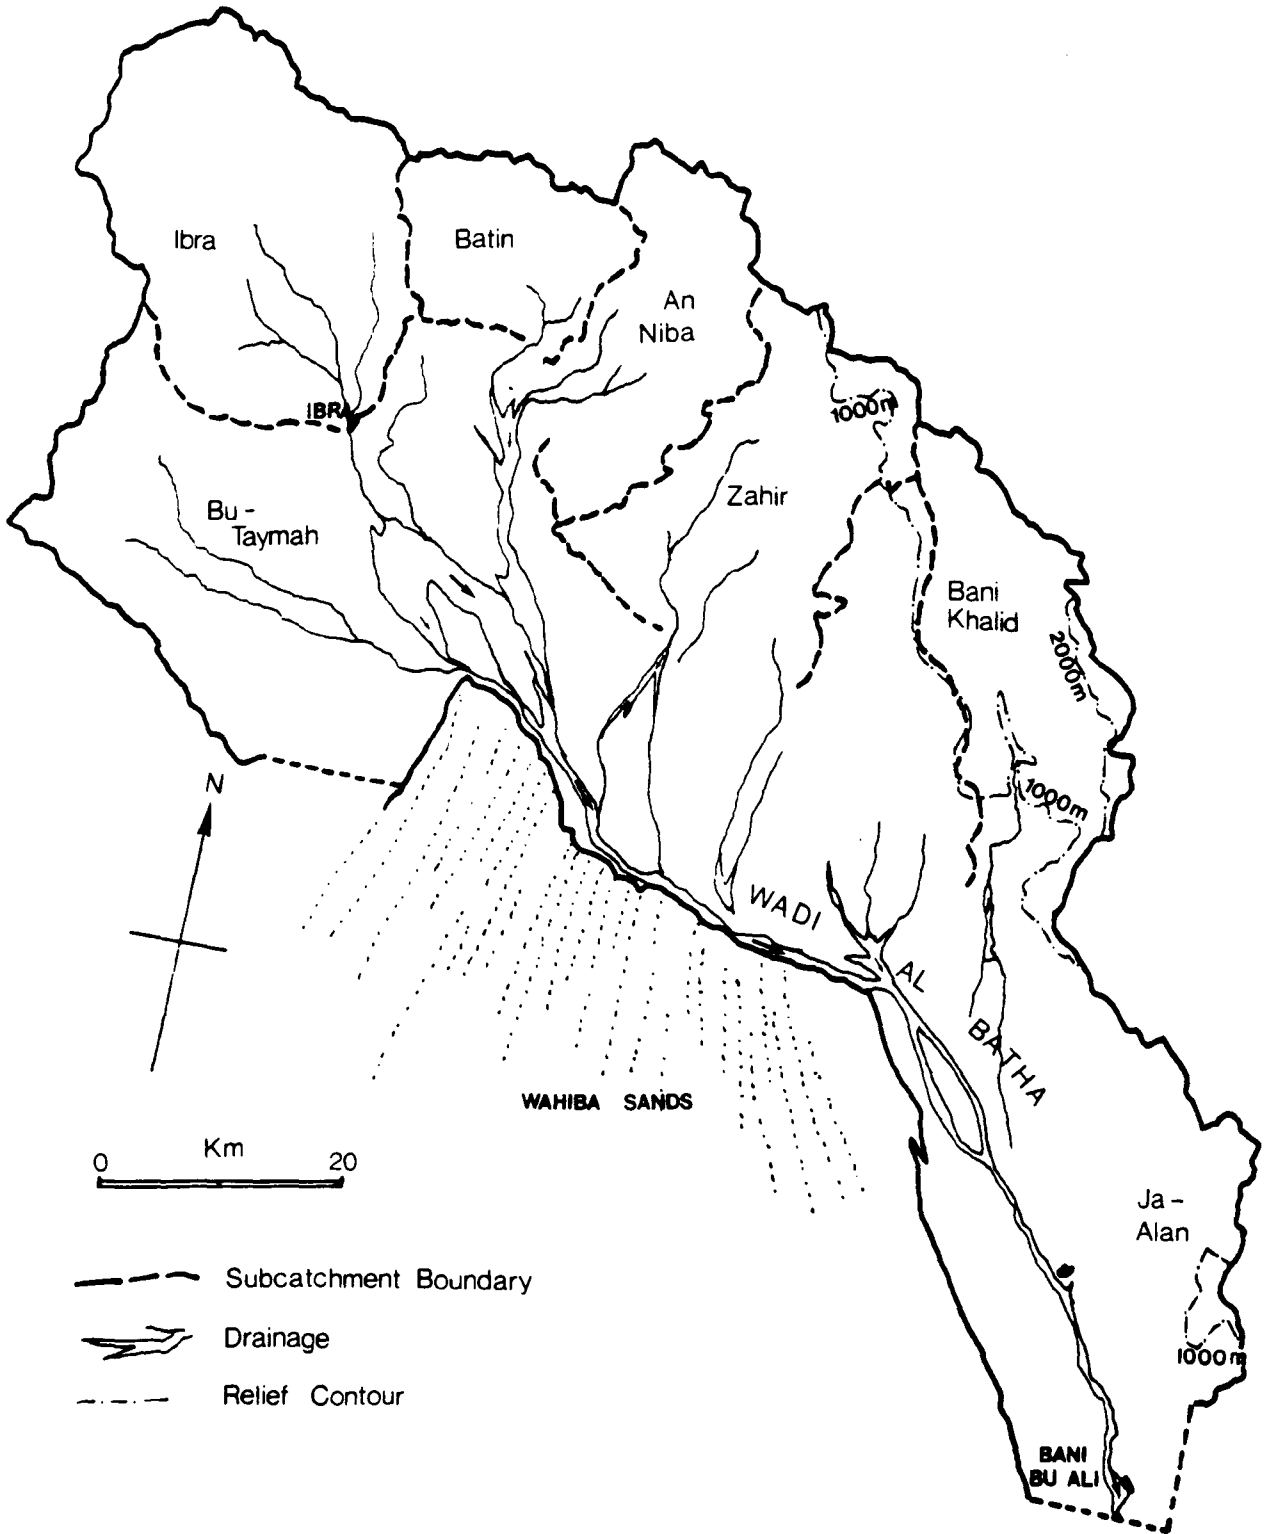 Ibra
Batin
An
Niba
1000m
IBRA
Zahir
Bu-
Taymah
Bani
Khalid
2000m
N
1000m
WADI
AL
BATHA
WAHIBA SANDS
Km
0 20
Ja-
Alan
Subcatchment Boundary
Drainage
Relief Contour
1000m
BANI
BU ALI